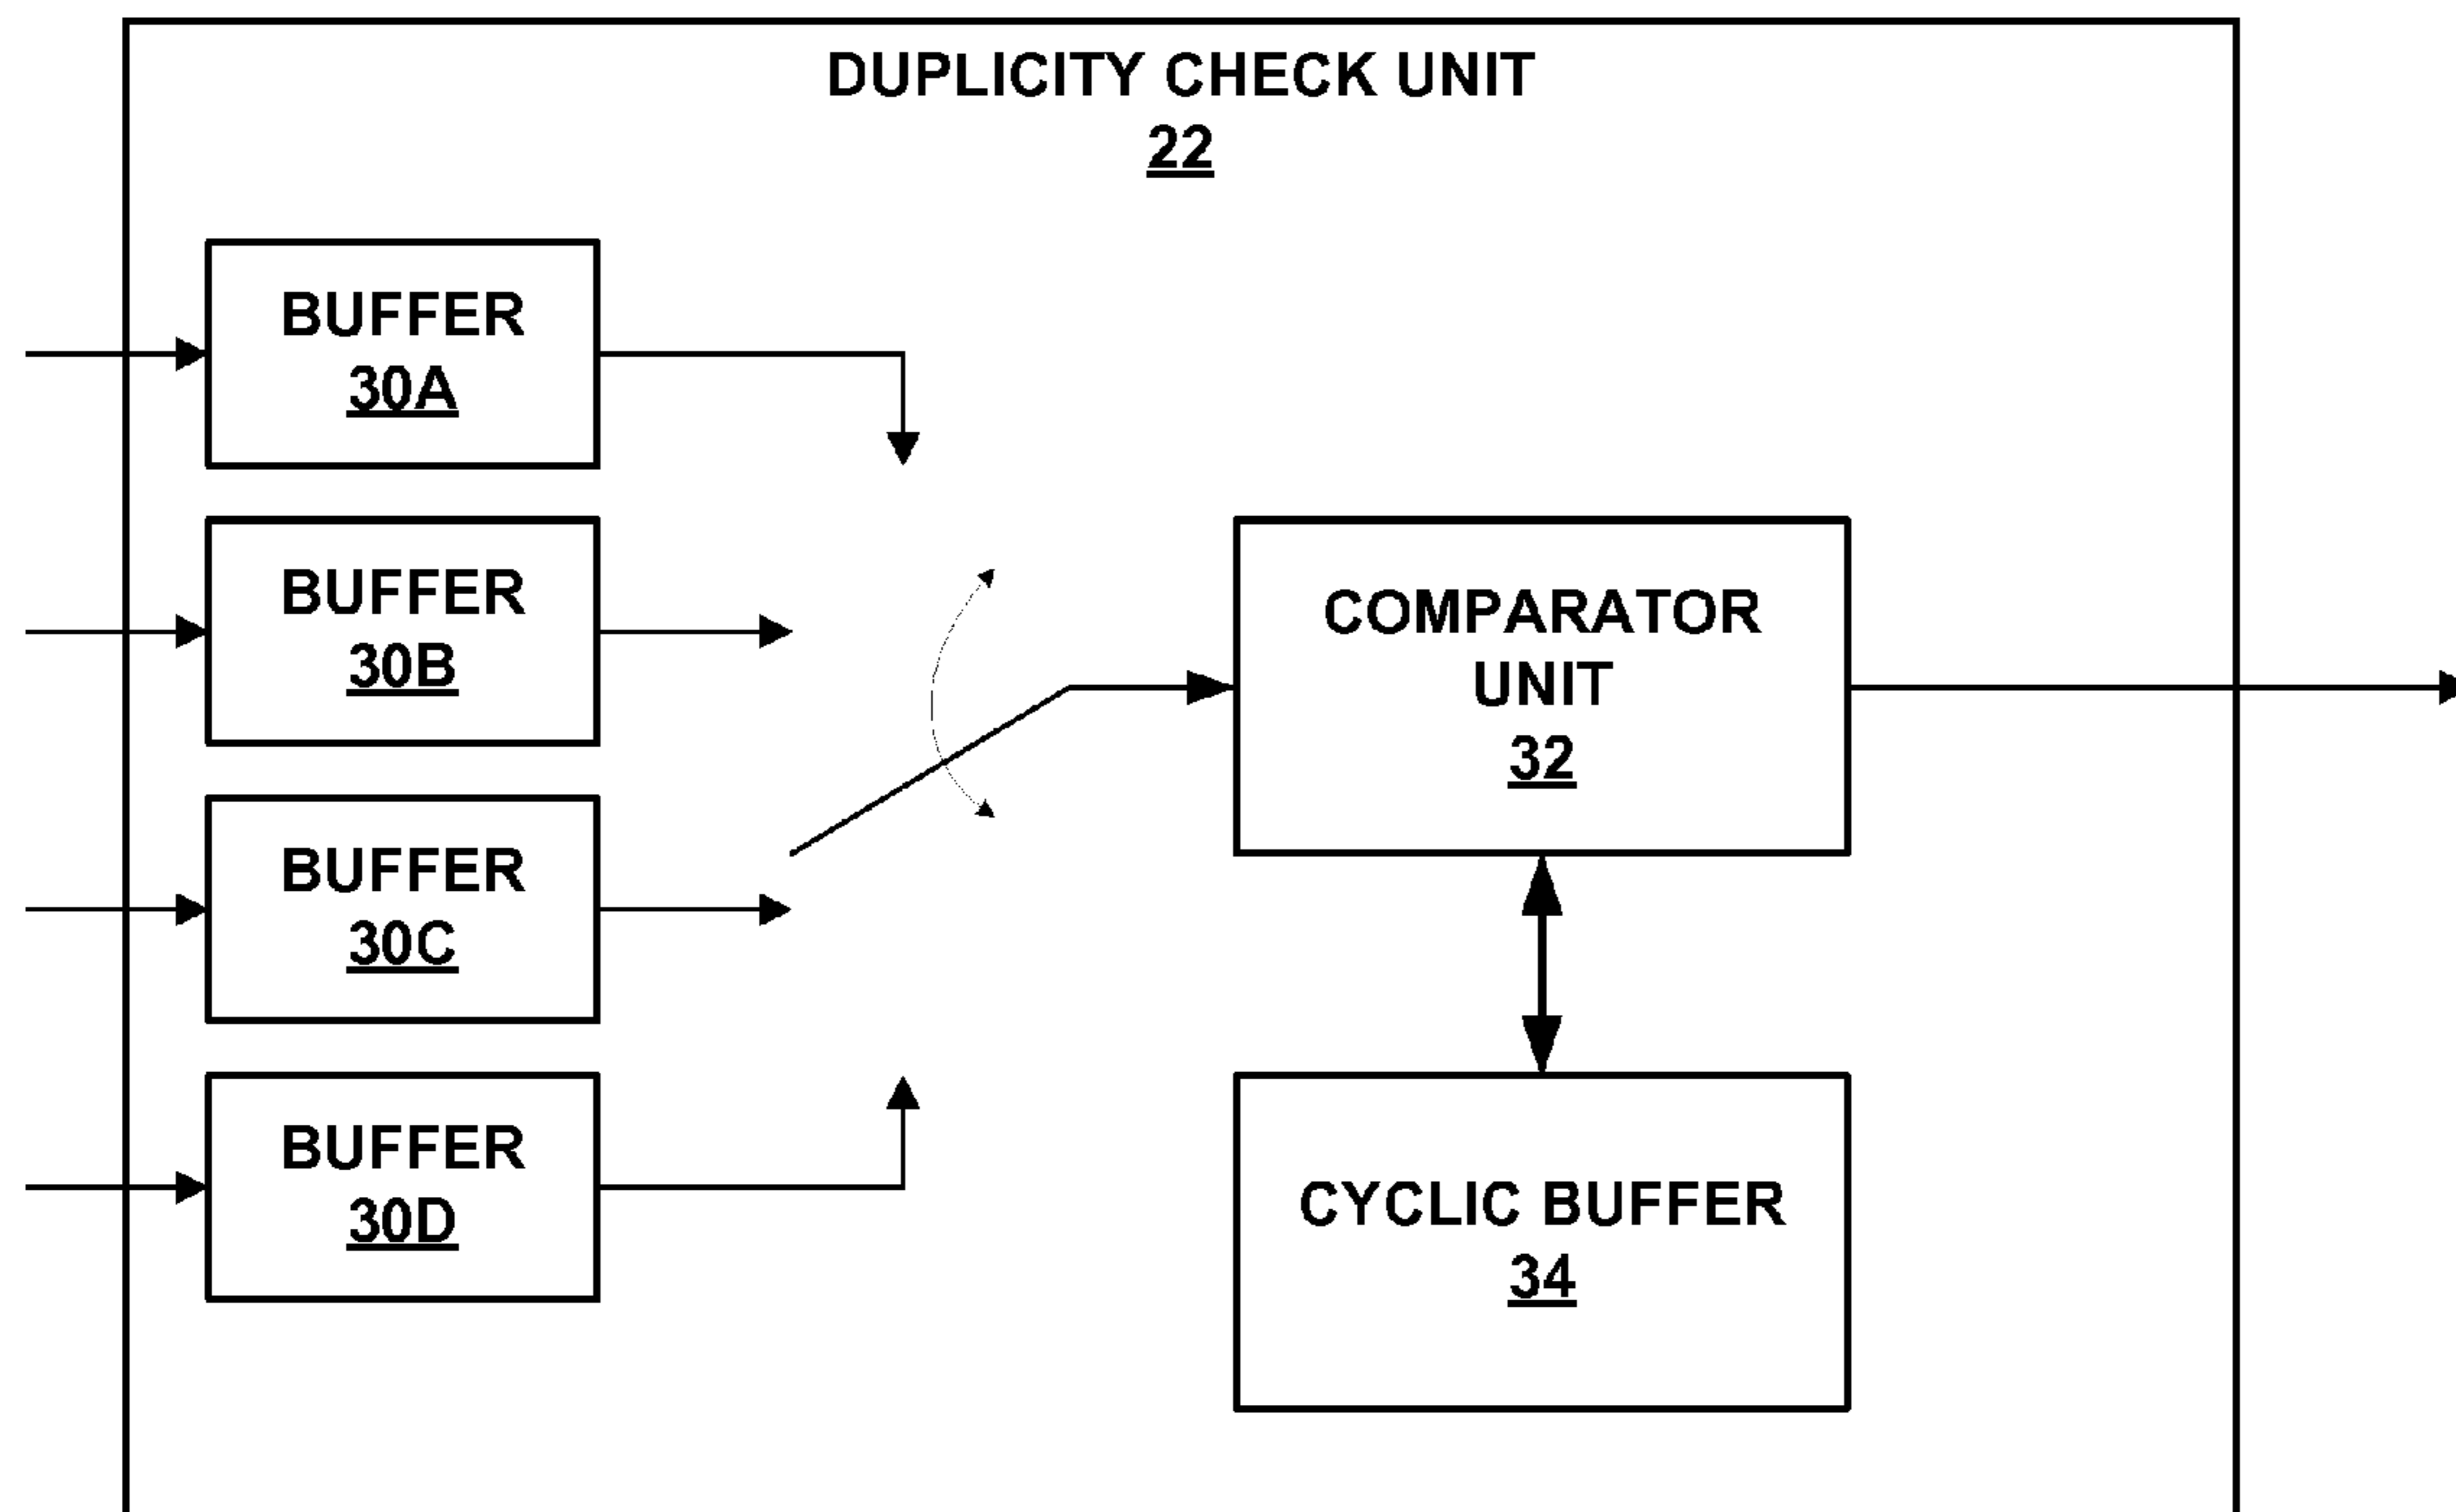 DUPLICITY CHECK UNIT
22
BUFFER
30A
BUFFER
30B
BUFFER
30C
BUFFER
30D
COMPARATOR
UNIT
32
CYCLIC BUFFER
34